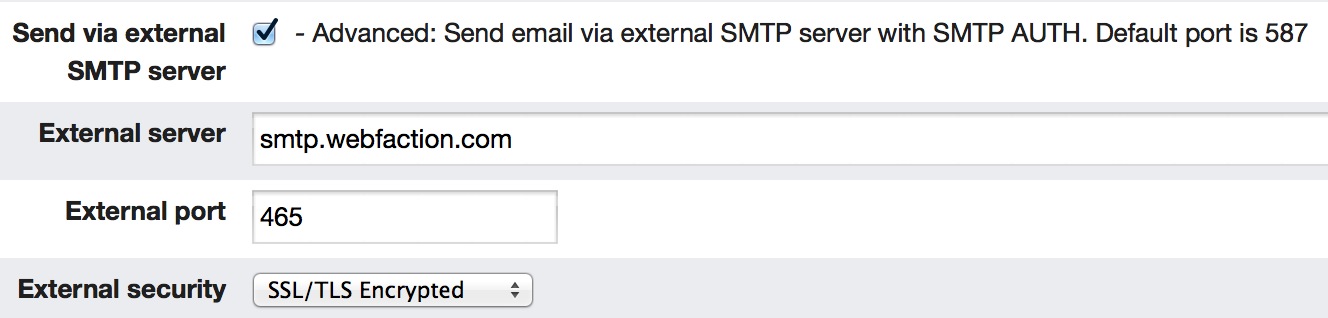 Send via external SMTP server - Advanced: Send email via external SMTP server with SMTP AUTH. Default port is 587
External server smtp.webfaction.com
External port 465
External security SSL/TLS Encrypted